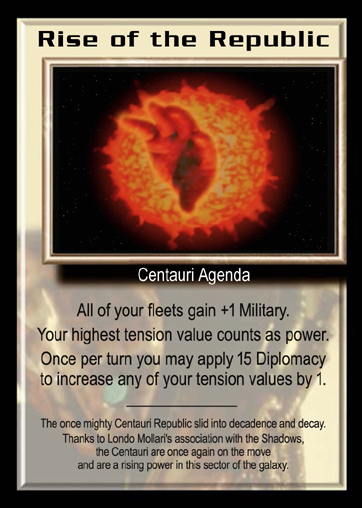 Rise of the Republic
Centauri Agenda
All of your fleets gain +1 Military.
Your highest tension value counts as power.
Once per turn you may apply 15 Diplomacy
to increase any of your tension values by 1.
The once mighty Centauri Republic slid into decadence and decay.
Thanks to Londo Mollari's association with the Shadows,
the Centauri are once again on the move
and are a rising power in this sector of the galaxy.